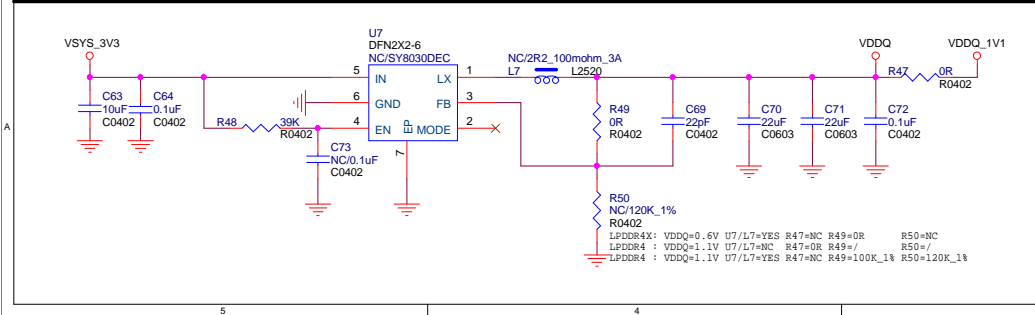 VSYS_3V3
U7
DFN2X2-6
NC/SY8030DEC
NC/2R2_100mohm_3A
L7
L2520
VDDQ
VDDQ_1V1
R47
0R
R0402
5
IN
LX
1
6
GND
FB
3
4
EN
MODE
2
EP
7
C63
10uF
C0402
C64
0.1uF
C0402
R48
39K
R0402
C73
NC/0.1uF
C0402
R49
0R
R0402
C69
22pF
C0402
C70
22uF
C0603
C71
22uF
C0603
C72
0.1uF
C0402
A
R50
NC/120K_1%
R0402
LPDDR4X: VDDQ=0.6V U7/L7=YES R47=NC R49=0R R50=NC
LPDDR4 : VDDQ=1.1V U7/L7=NC R47=0R R49=/ R50=/
LPDDR4 : VDDQ=1.1V U7/L7=YES R47=NC R49=100K_1% R50=120K_1%
5
4